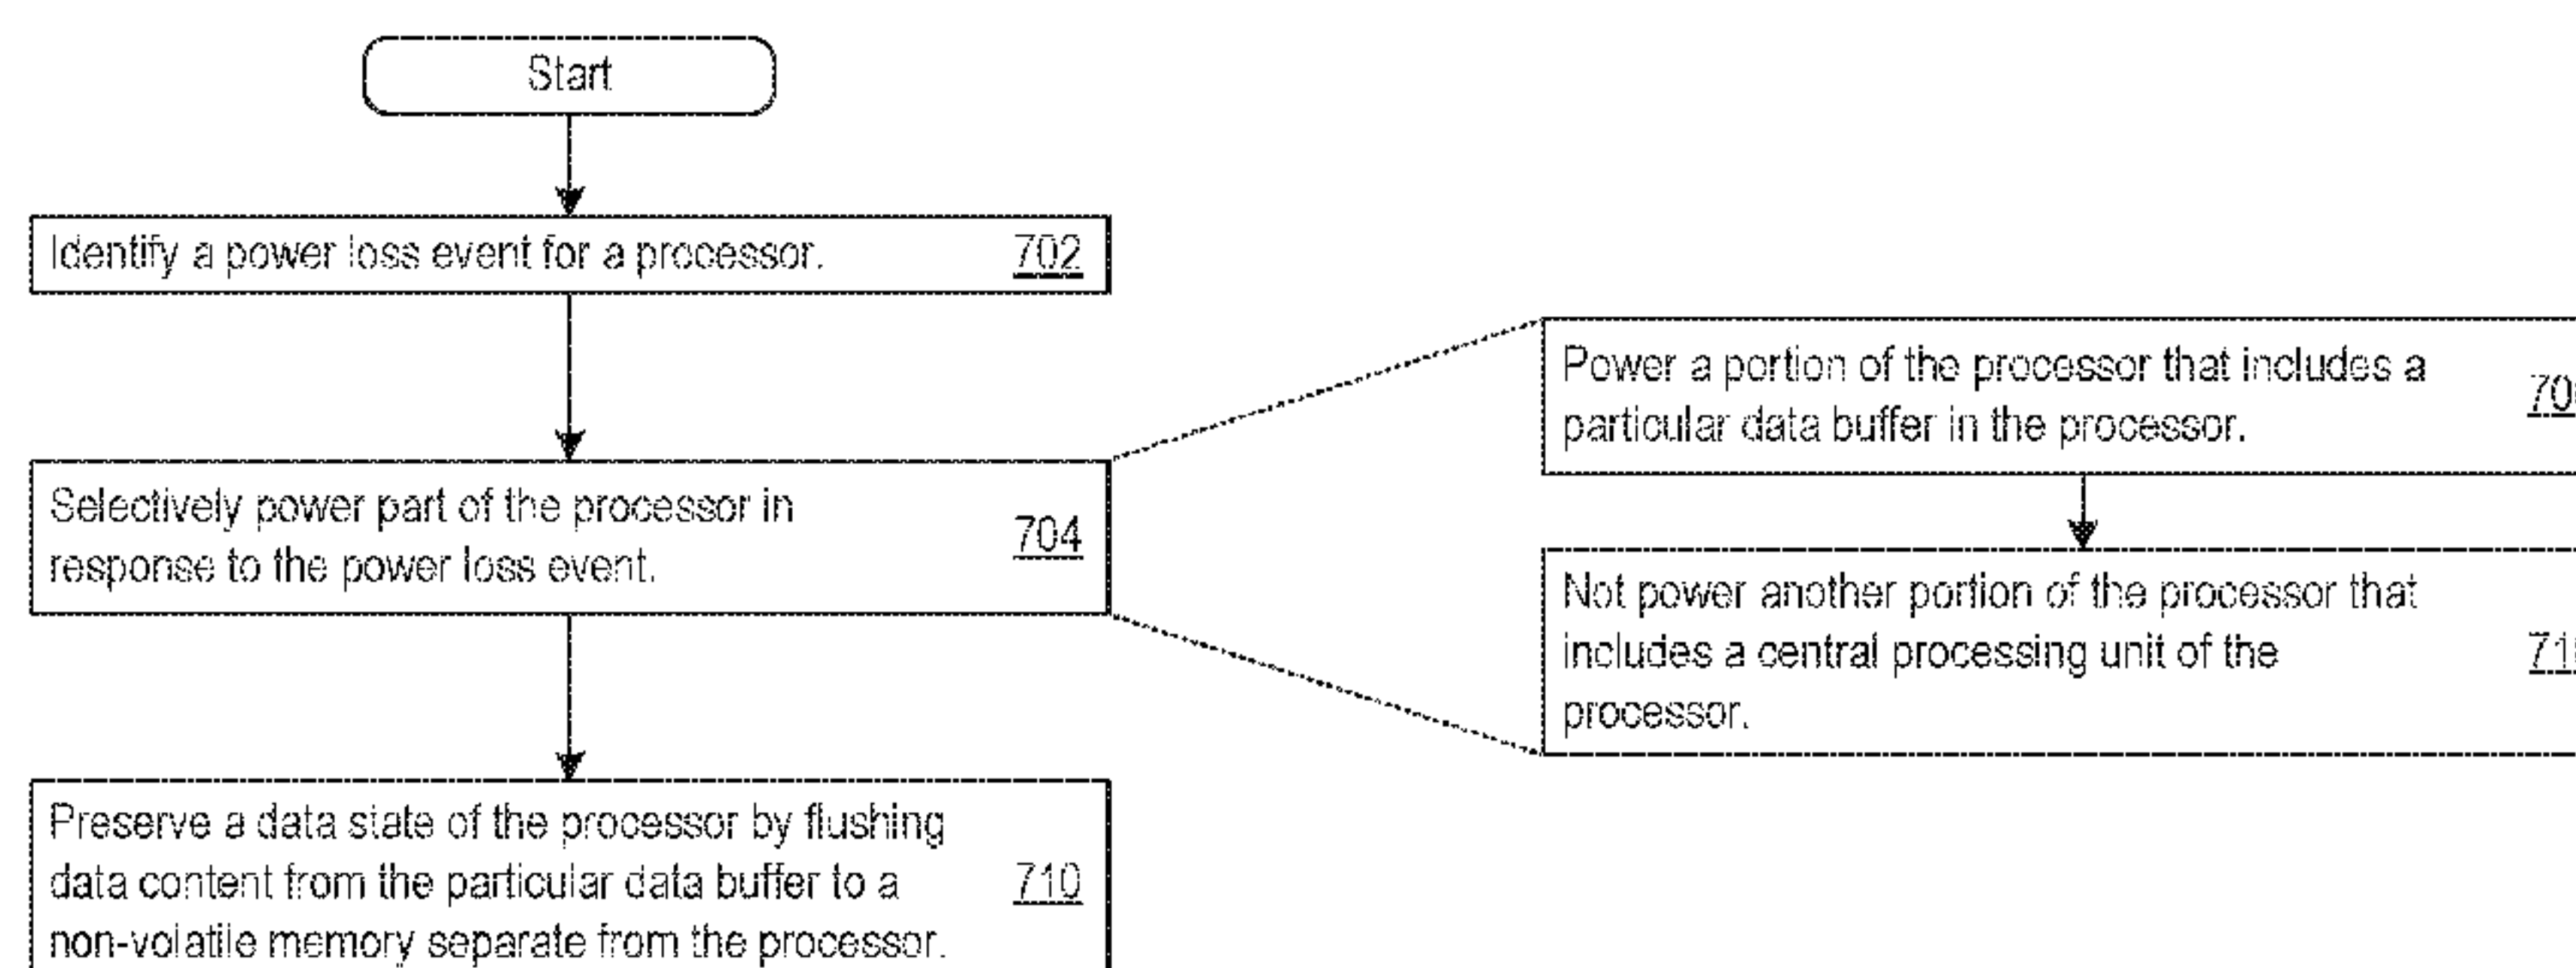 Start
Identify a power loss event for a processor. 702
Selectively power part of the processor in
response to the power loss event.
704
Power a portion of the processor that includes a
particular data buffer in the processor.
Not power another portion of the processor that
includes a central processing unit of the
processor.
Preserve a data state of the processor by flushing
data content from the particular data buffer to a
710
non-volatile memory separate from the processor.